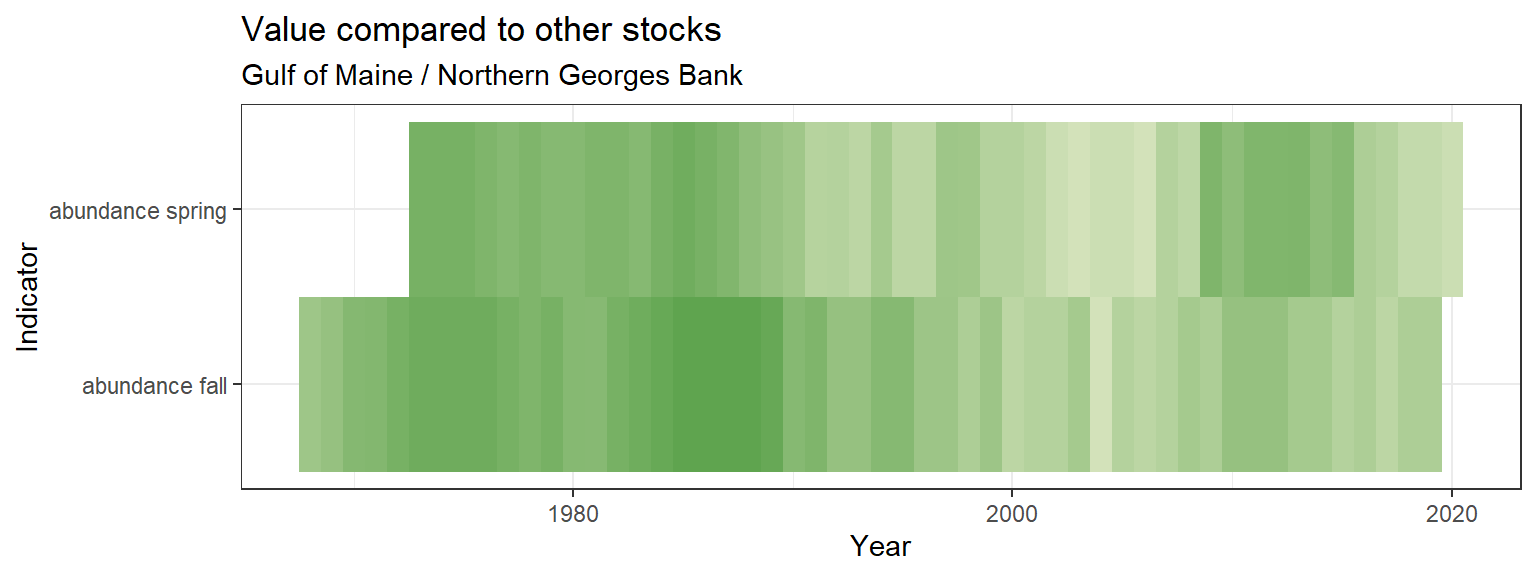 Value compared to other stocks
Gulf of Maine / Northern Georges Bank
Indicator
abundance spring
abundance fall
1980 2000 2020
Year